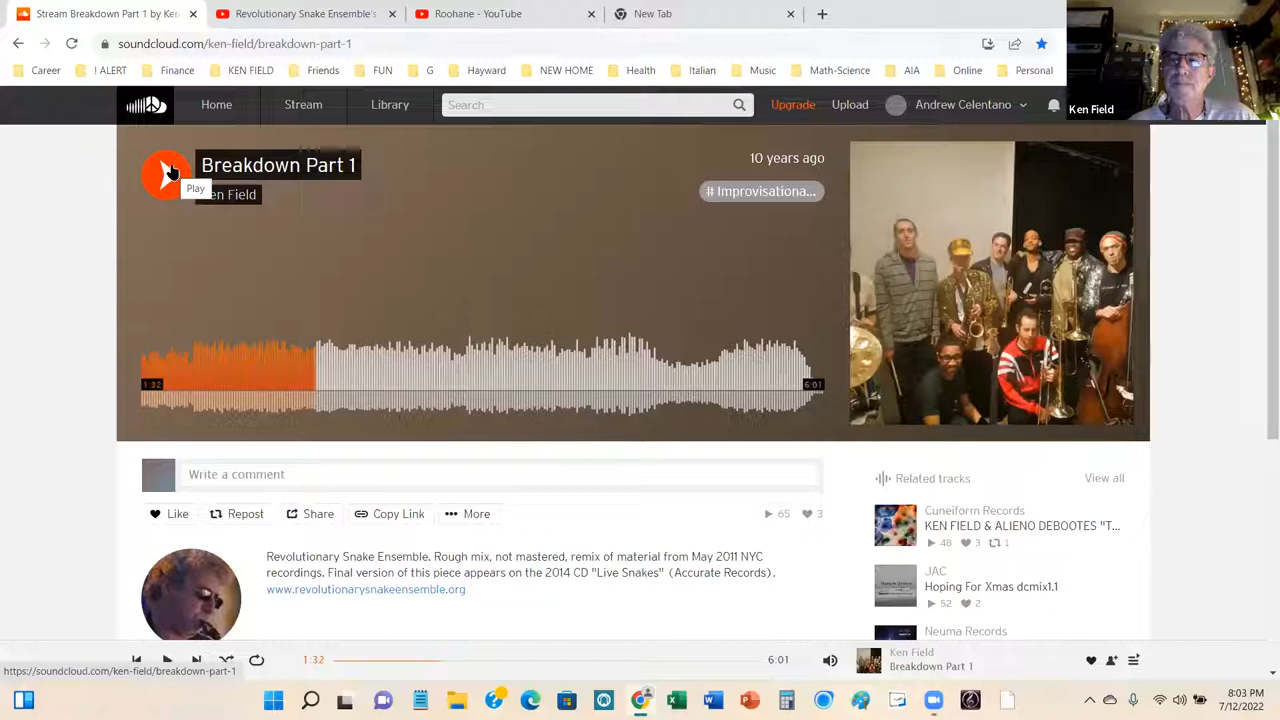 Stream Breakdown Part 1 by Ker
Revolutionary Snake Ensemble
Roohane - YouTube
New Tab
soundcloud.com/ken-field/breakdown-part-1
Career
! ALERT
Finance
KEN FIELD
Friends
G
Hayward
NEW HOME
Health
Italian
Music
Math Science
AIA
Online
Personal
Ken Field
Home
Stream
Library
Search
Upgrade
Upload
Andrew Celentano
Breakdown Part 1
en Field
Play
10 years ago
# Improvisationa...
1:32
6:01
Write a comment
Like
Repost
Share
Copy Link
More
65
3
Related tracks
View all
Cuneiform Records
KEN FIELD & ALIENO DEBOOTES "T...
48
3
1
JAC
Hoping For Xmas dcmix1.1
52
2
Neuma Records
Revolutionary Snake Ensemble. Rough mix, not mastered, remix of material from May 2011 NYC
recordings. Final version of this piece appears on the 2014 CD "Live Snakes" (Accurate Records).
www.revolutionarysnakeensemble.org
1:32
6:01
Ken Field
Breakdown Part 1
https://soundcloud.com/ken-field/breakdown-part-1
8:03 PM
7/12/2022